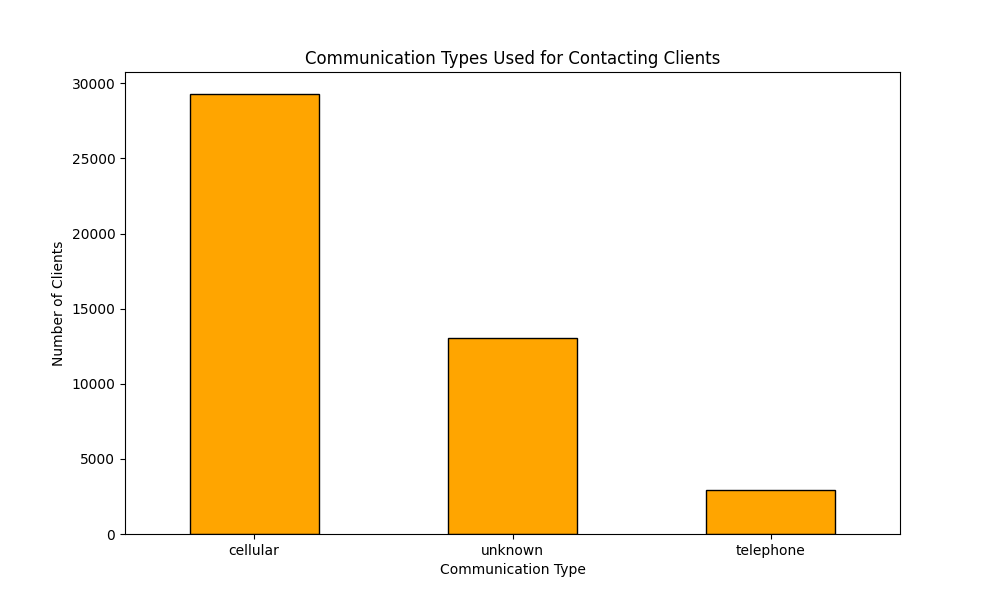 Communication Types Used for Contacting Clients
30000
25000
20000
15000
10000
5000
0
Number of Clients
cellular
unknown
telephone
Communication Type